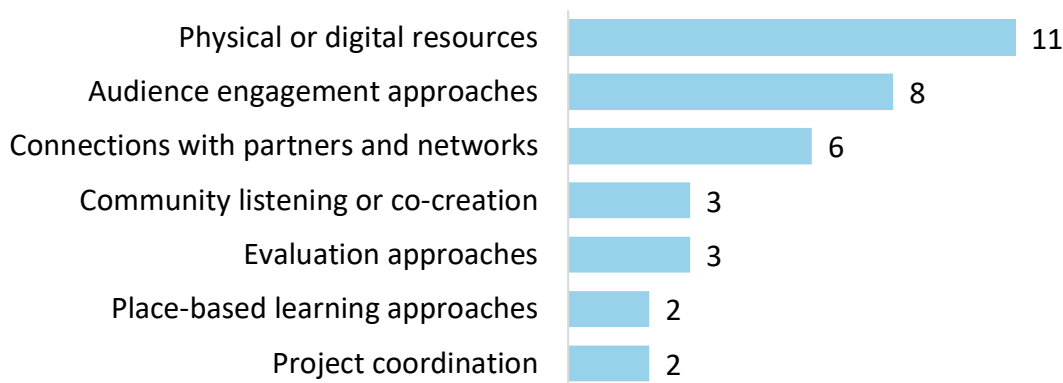 Physical or digital resources 11
Audience engagement approaches 8
Connections with partners and networks 6
Community listening or co-creation 3
Evaluation approaches 3
Place-based learning approaches 2
Project coordination 2